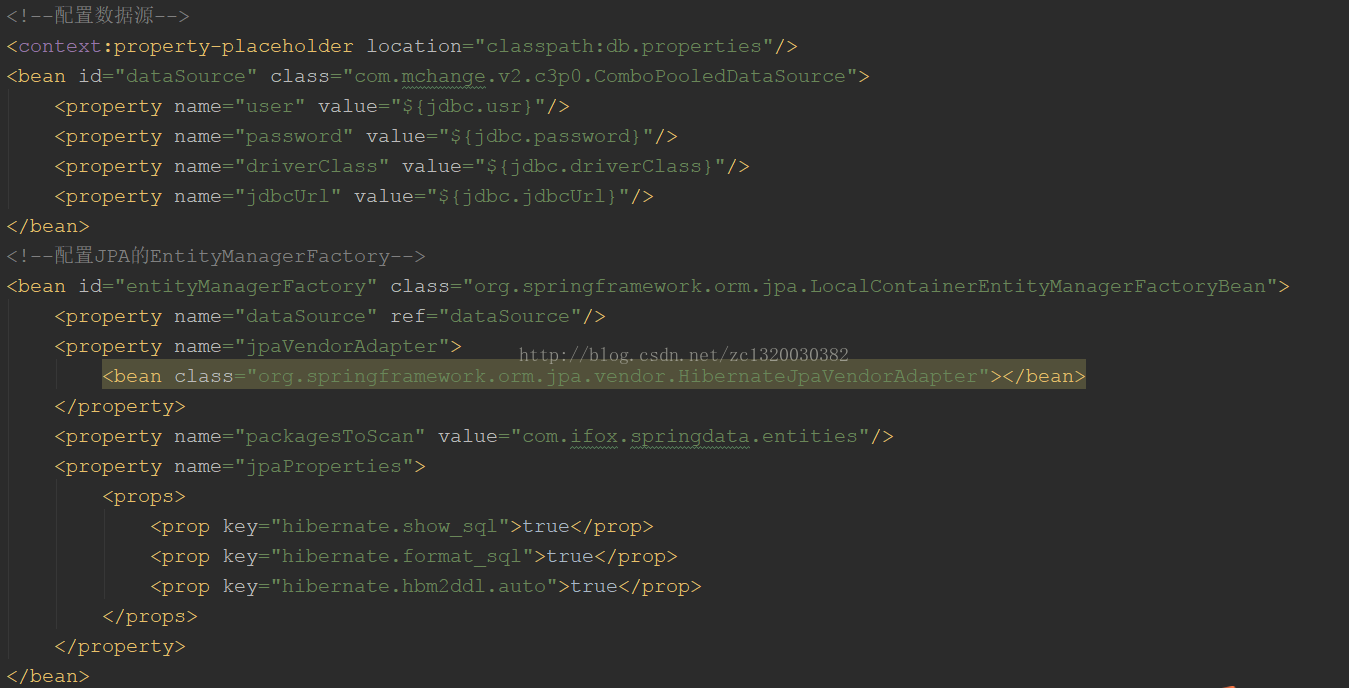 <!--配置数据源-->
<context:property-placeholder location="classpath:db.properties"/>
<bean id="dataSource" class="com.mchange.v2.c3p0.ComboPooledDataSource">
    <property name="user" value="${jdbc.usr}"/>
    <property name="password" value="${jdbc.password}"/>
    <property name="driverClass" value="${jdbc.driverClass}"/>
    <property name="jdbcUrl" value="${jdbc.jdbcUrl}"/>
</bean>
<!--配置JPA的EntityManagerFactory-->
<bean id="entityManagerFactory" class="org.springframework.orm.jpa.LocalContainerEntityManagerFactoryBean">
    <property name="dataSource" ref="dataSource"/>
    <property name="jpaVendorAdapter">
http://blog.csdn.net/zc1320030382
        <bean class="org.springframework.orm.jpa.vendor.HibernateJpaVendorAdapter"></bean>
    </property>
    <property name="packagesToScan" value="com.ifox.springdata.entities"/>
    <property name="jpaProperties">
        <props>
            <prop key="hibernate.show_sql">true</prop>
            <prop key="hibernate.format_sql">true</prop>
            <prop key="hibernate.hbm2ddl.auto">true</prop>
        </props>
    </property>
</bean>